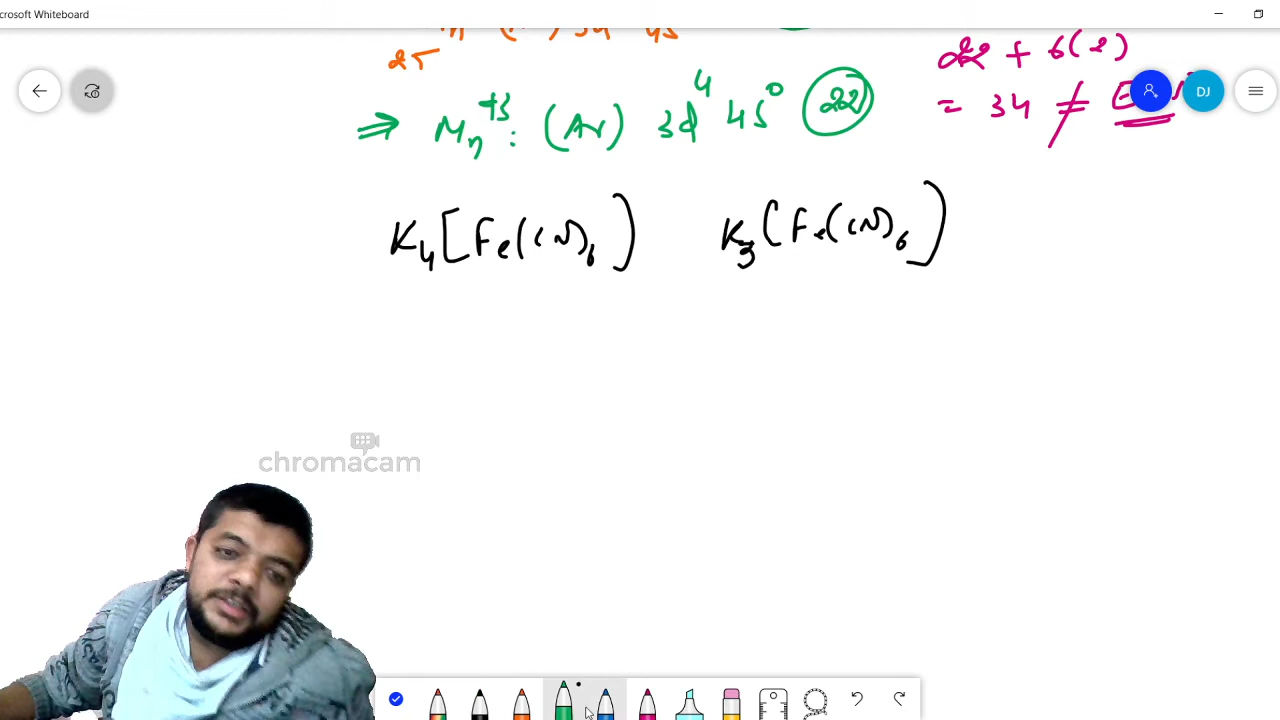 crosoft Whiteboard
25
22 + 6(2)
⇒ Mn⁺³ : (Ar) 3d⁴ 4s⁰ 22
= 34 ≠
DJ
K₄[Fe(CN)₆] K₃(Fe(CN)₆)
chromacam